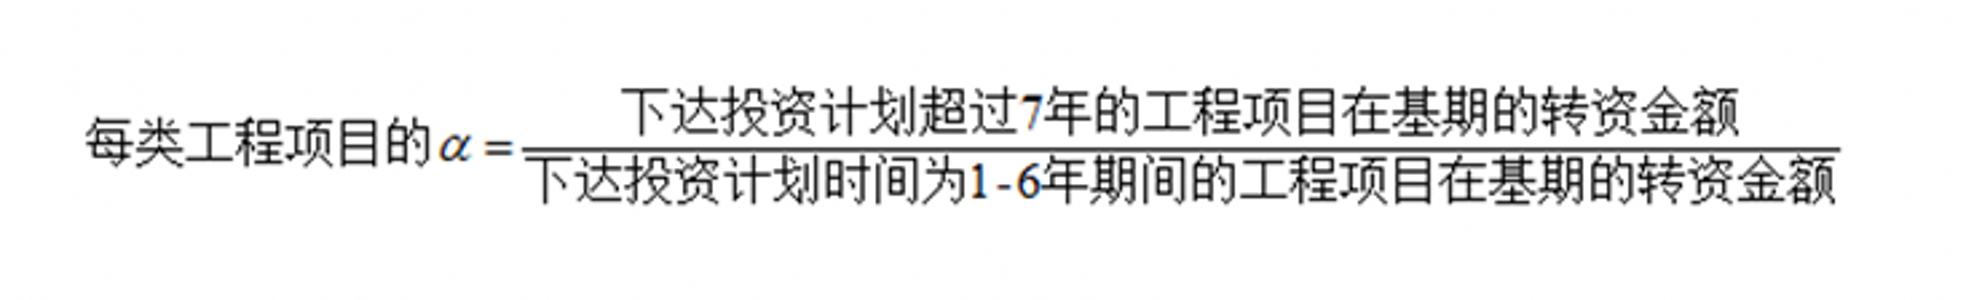 下达投资计划超过7年的工程项目在基期的转资金额
每类工程项目的α=
下达投资计划时间为1-6年期间的工程项目在基期的转资金额